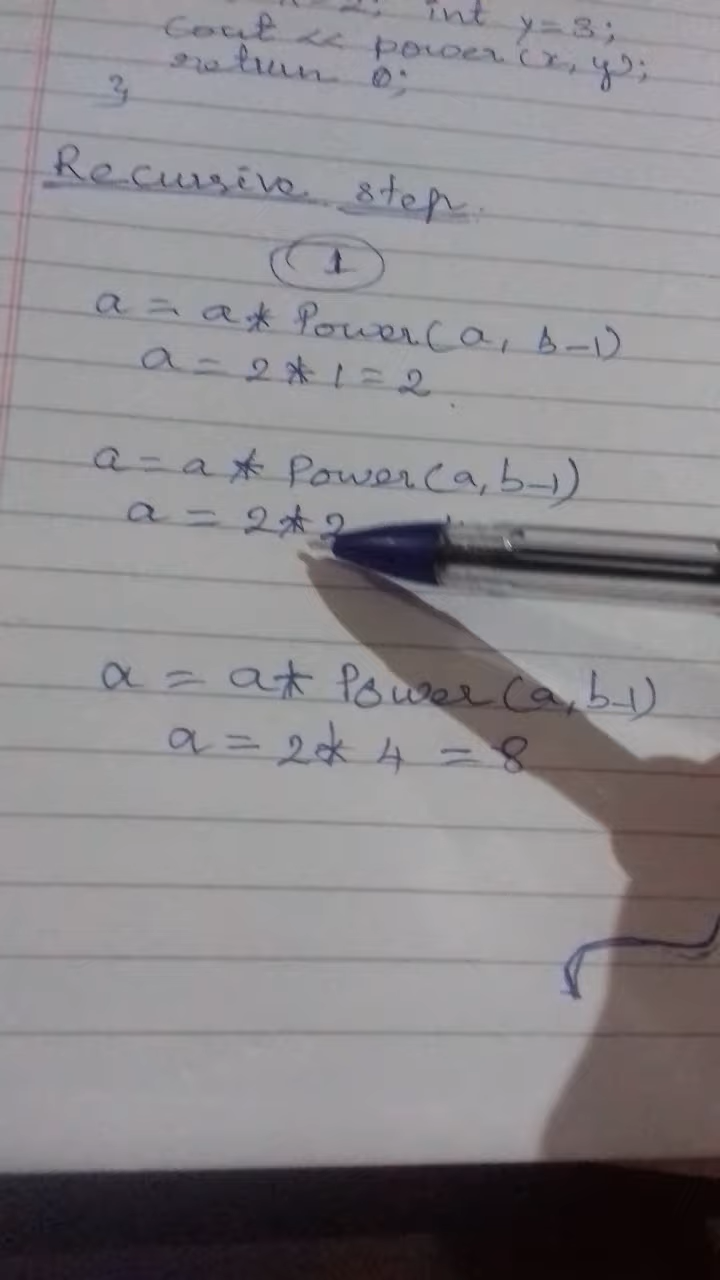 = 2; int y=3;
cout << power(x, y);
return 0;
}
Recursive step.
1
a = a * Power(a, b-1)
a = 2 * 1 = 2.
a = a * Power(a, b-1)
a = 2 * 2
a = a * Power(a, b-1)
a = 2 * 4 = 8